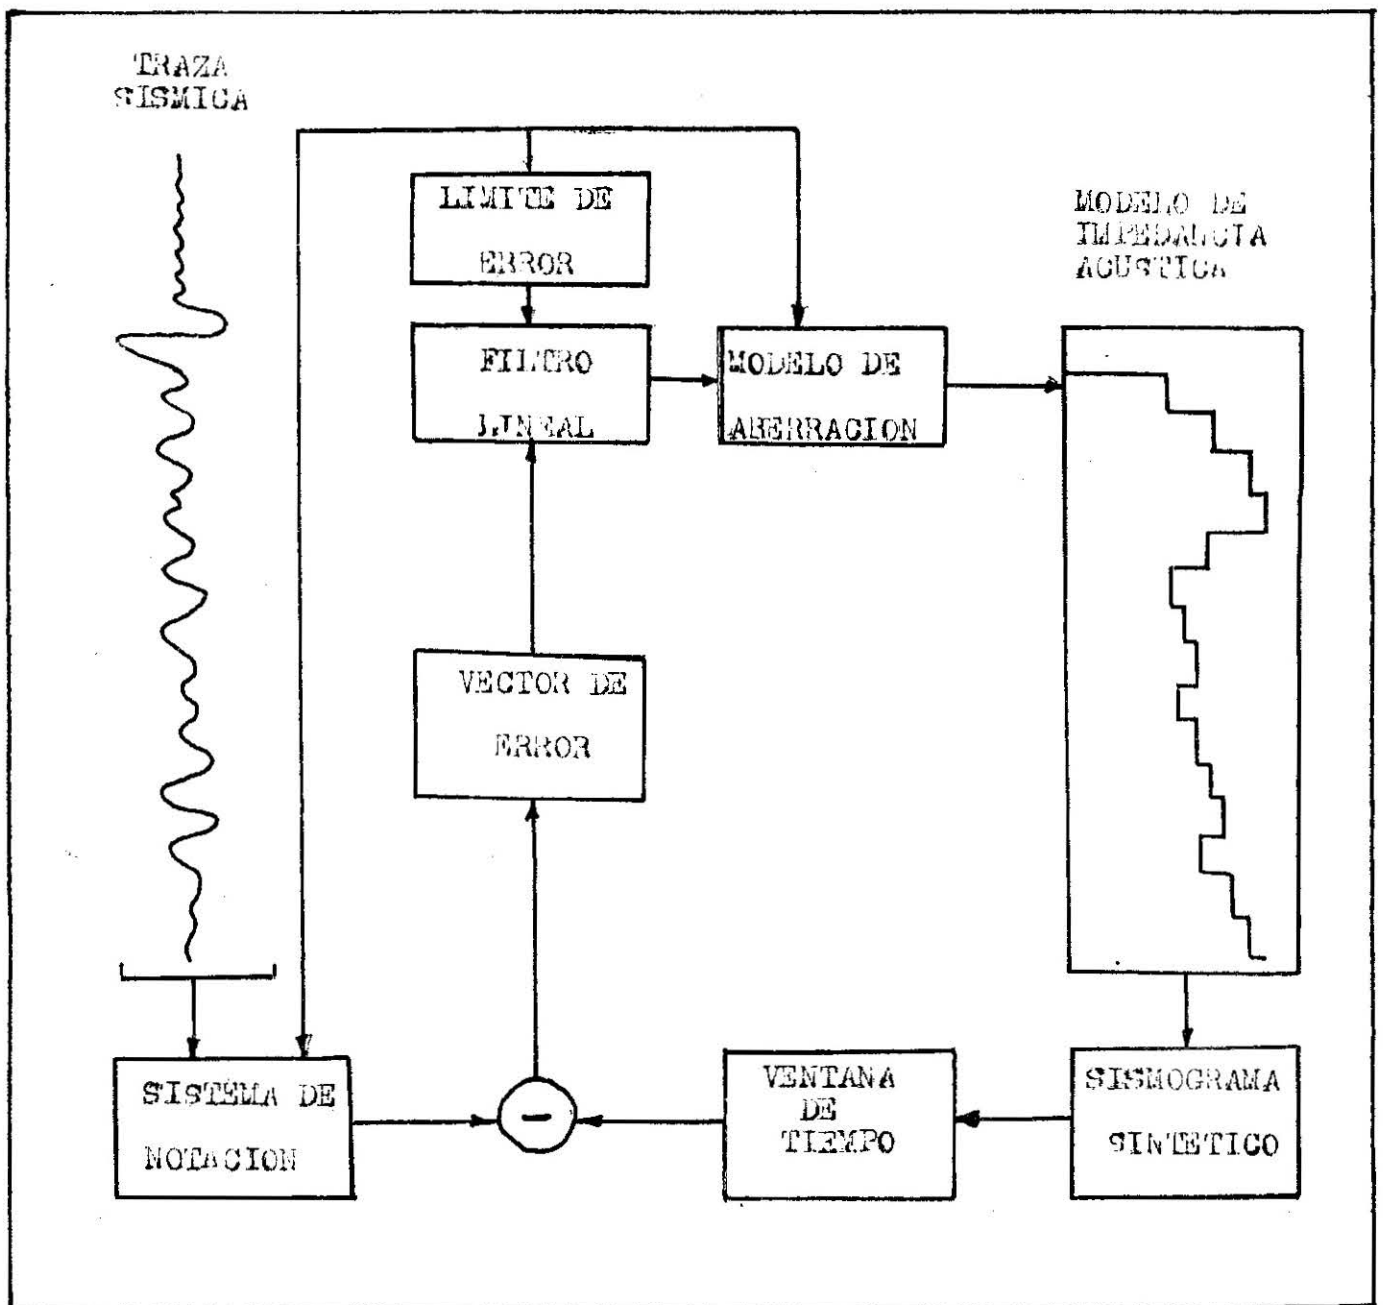 TRAZA
SISMICA
LIMITE DE
ERROR
MODELO DE
IMPEDANCIA
ACUSTICA
FILTRO
LINEAL
MODELO DE
ABERRACION
VECTOR DE
ERROR
SISTEMA DE
NOTACION
-
VENTANA
DE
TIEMPO
SISMOGRAMA
SINTETICO